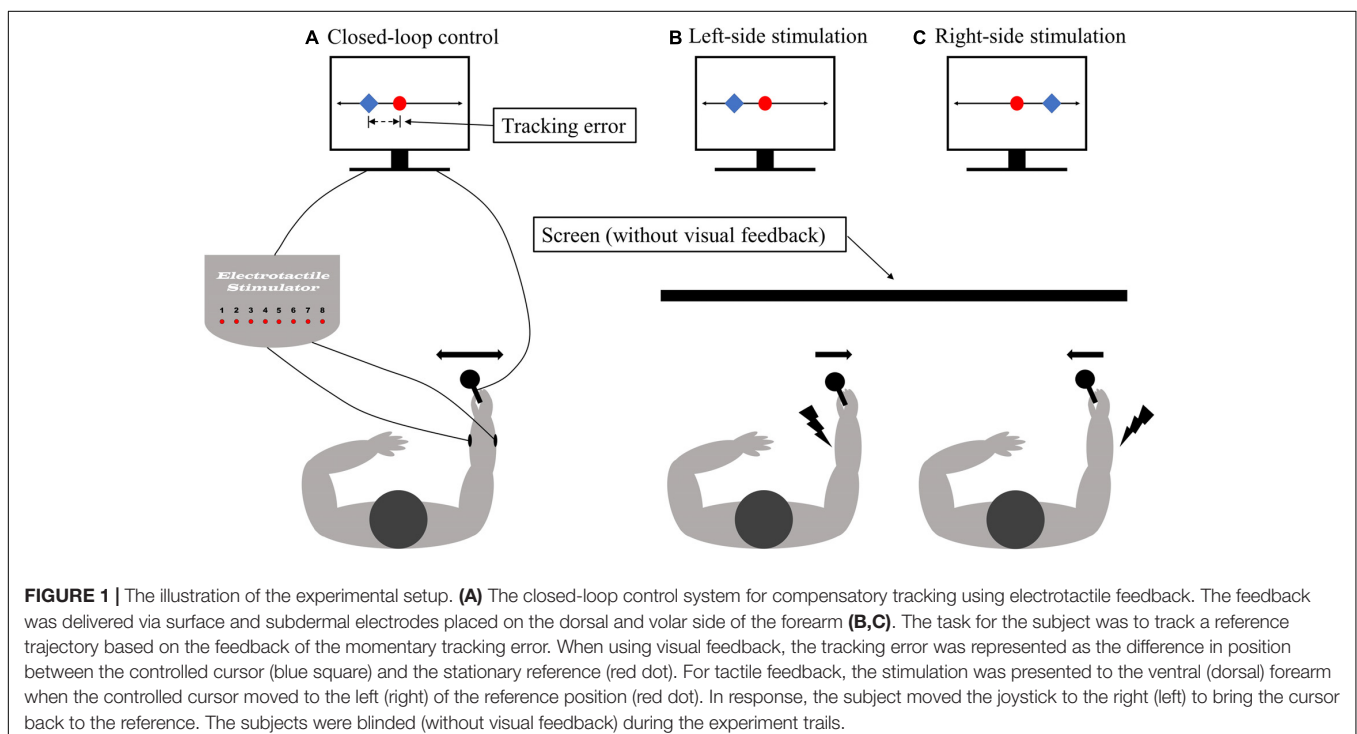 A Closed-loop control
B Left-side stimulation
C Right-side stimulation
Tracking error
Screen (without visual feedback)
Electrotactile
Stimulator
1 2 3 4 5 6 7 8
FIGURE 1 | The illustration of the experimental setup. (A) The closed-loop control system for compensatory tracking using electrotactile feedback. The feedback
was delivered via surface and subdermal electrodes placed on the dorsal and volar side of the forearm (B,C). The task for the subject was to track a reference
trajectory based on the feedback of the momentary tracking error. When using visual feedback, the tracking error was represented as the difference in position
between the controlled cursor (blue square) and the stationary reference (red dot). For tactile feedback, the stimulation was presented to the ventral (dorsal) forearm
when the controlled cursor moved to the left (right) of the reference position (red dot). In response, the subject moved the joystick to the right (left) to bring the cursor
back to the reference. The subjects were blinded (without visual feedback) during the experiment trails.